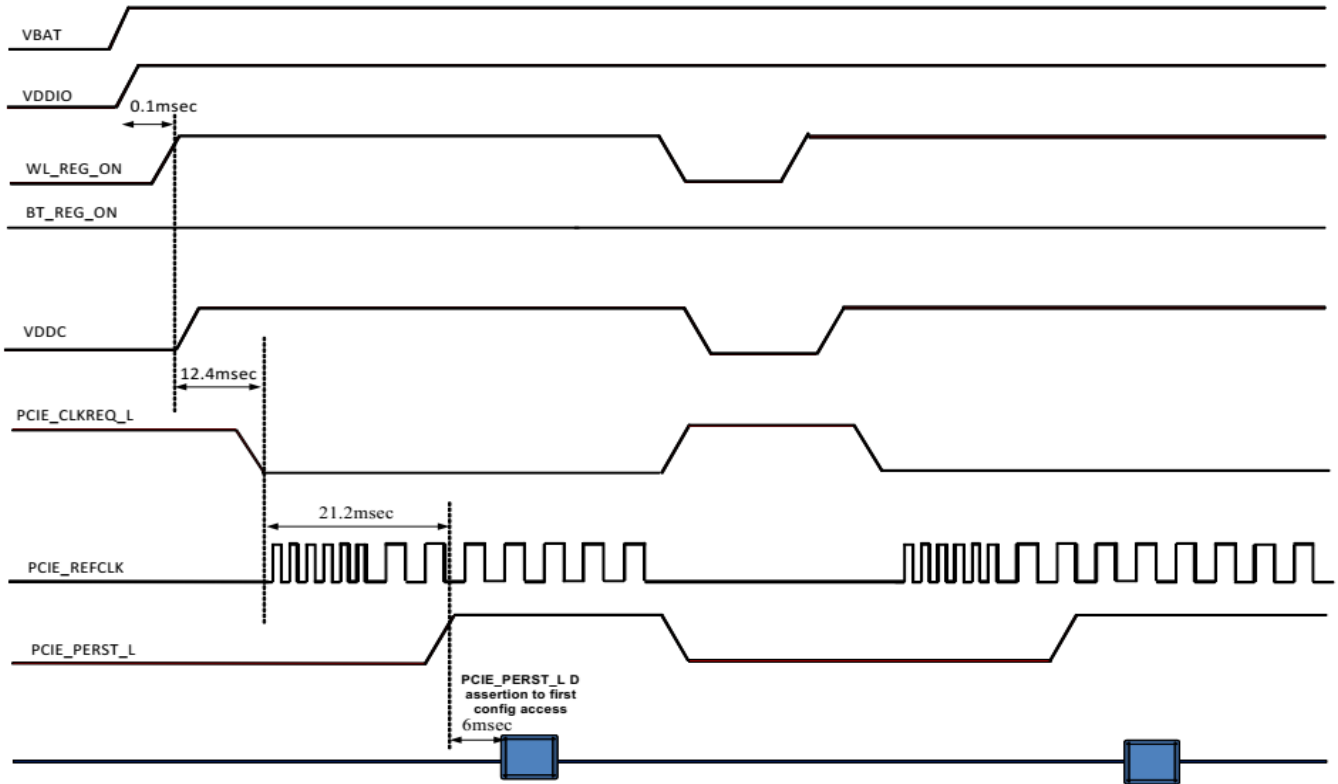 VBAT
VDDIO
0.1msec
WL_REG_ON
BT_REG_ON
VDDC
12.4msec
PCIE_CLKREQ_L
21.2msec
PCIE_REFCLK
PCIE_PERST_L
PCIE_PERST_L D
assertion to first
config access
6msec